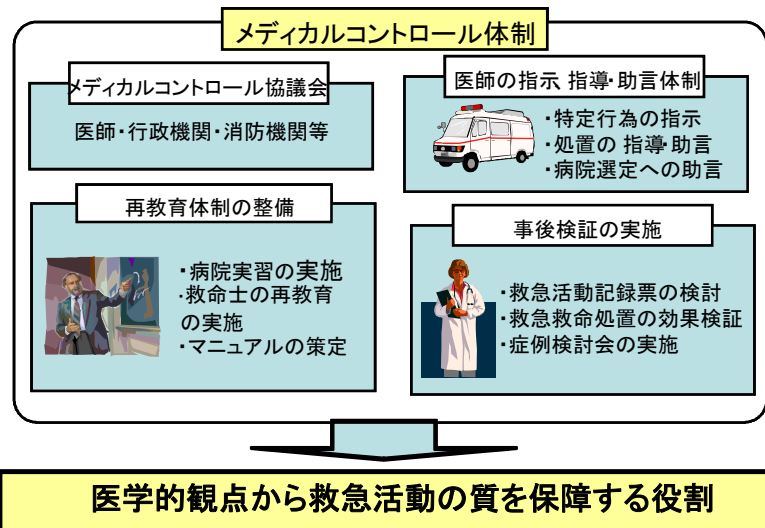 メディカルコントロール体制
メディカルコントロール協議会
医師・行政機関・消防機関等
医師の指示 指導・助言体制
・特定行為の指示
・処置の 指導・助言
・病院選定への助言
再教育体制の整備
・病院実習の実施
・救命士の再教育
の実施
・マニュアルの策定
事後検証の実施
・救急活動記録票の検討
・救急救命処置の効果検証
・症例検討会の実施
医学的観点から救急活動の質を保障する役割